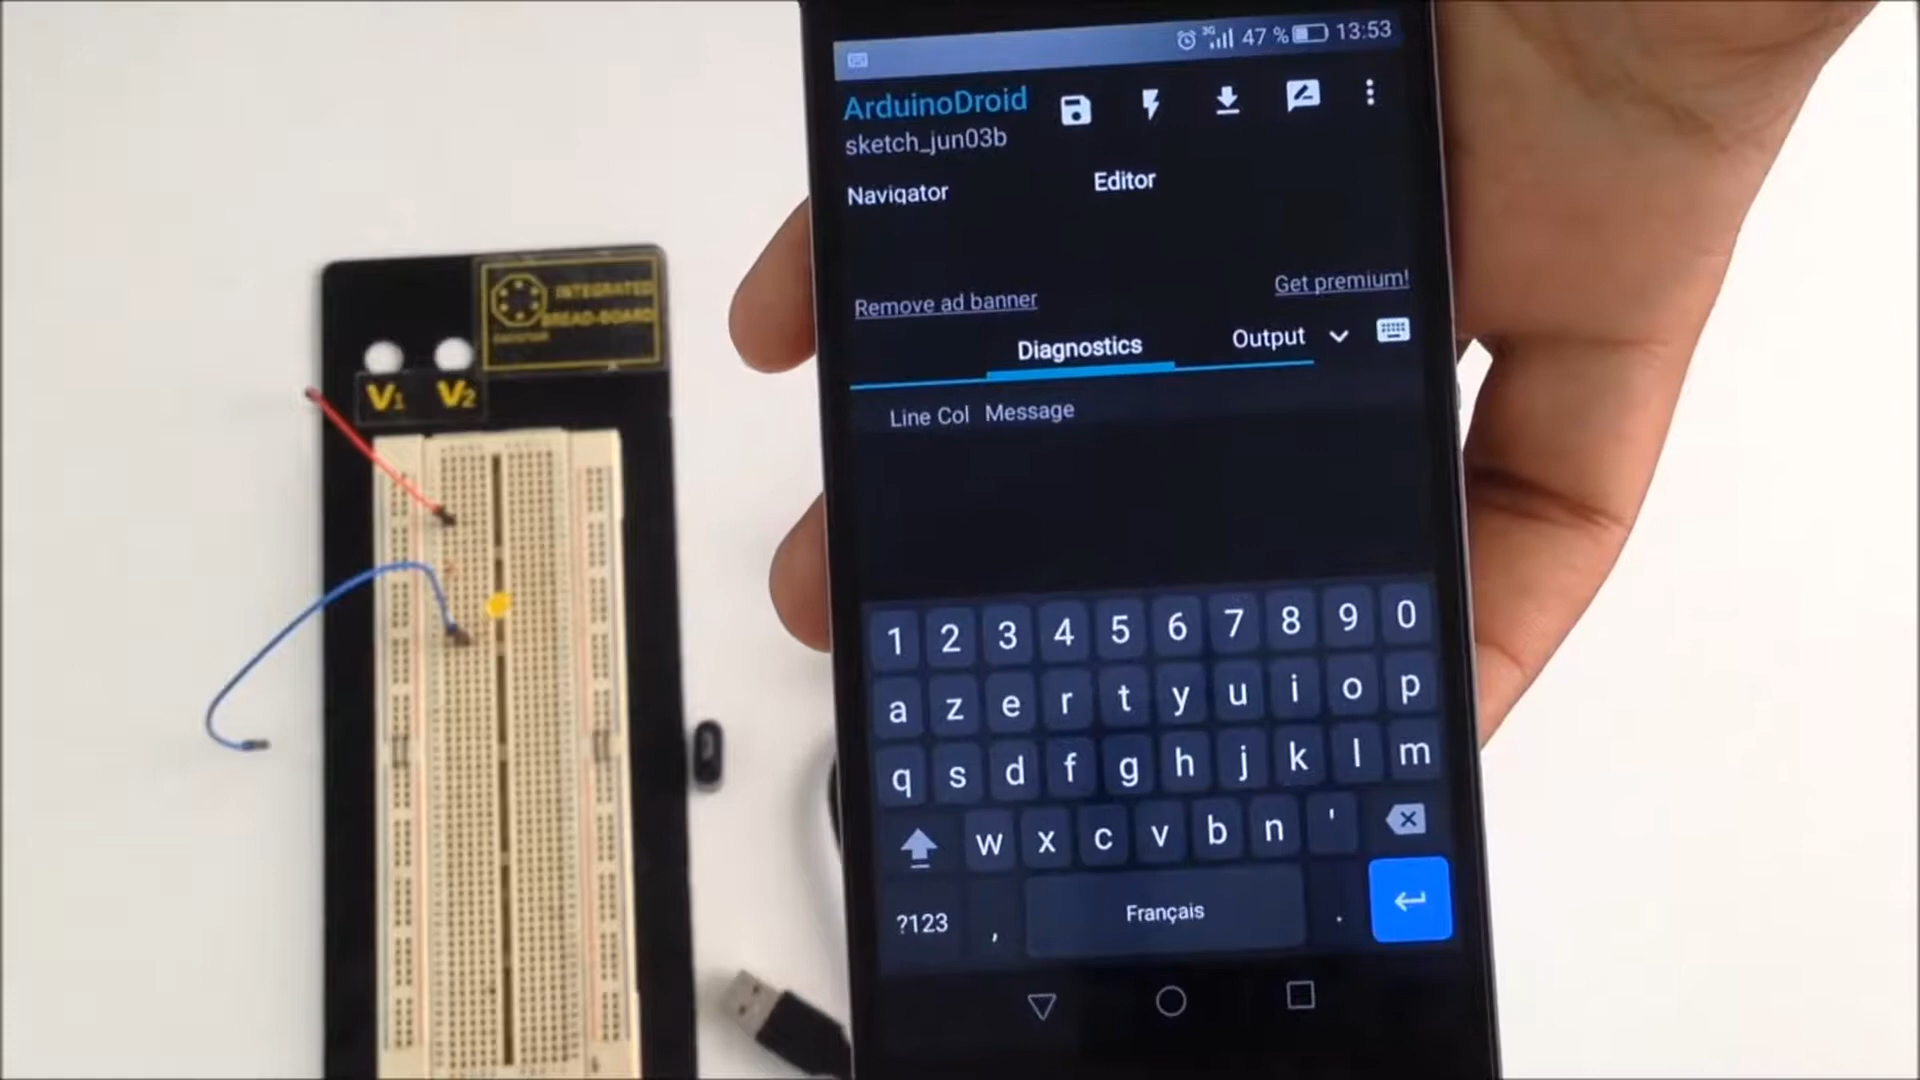 47 % 13:53
ArduinoDroid
sketch_jun03b
Navigator
Editor
Remove ad banner
Get premium!
Diagnostics
Output
Line Col Message
1 2 3 4 5 6 7 8 9 0
a z e r t y u i o p
q s d f g h j k l m
w x c v b n '
?123 , Français .
INTEGRATED
BREAD-BOARD
V1 V2